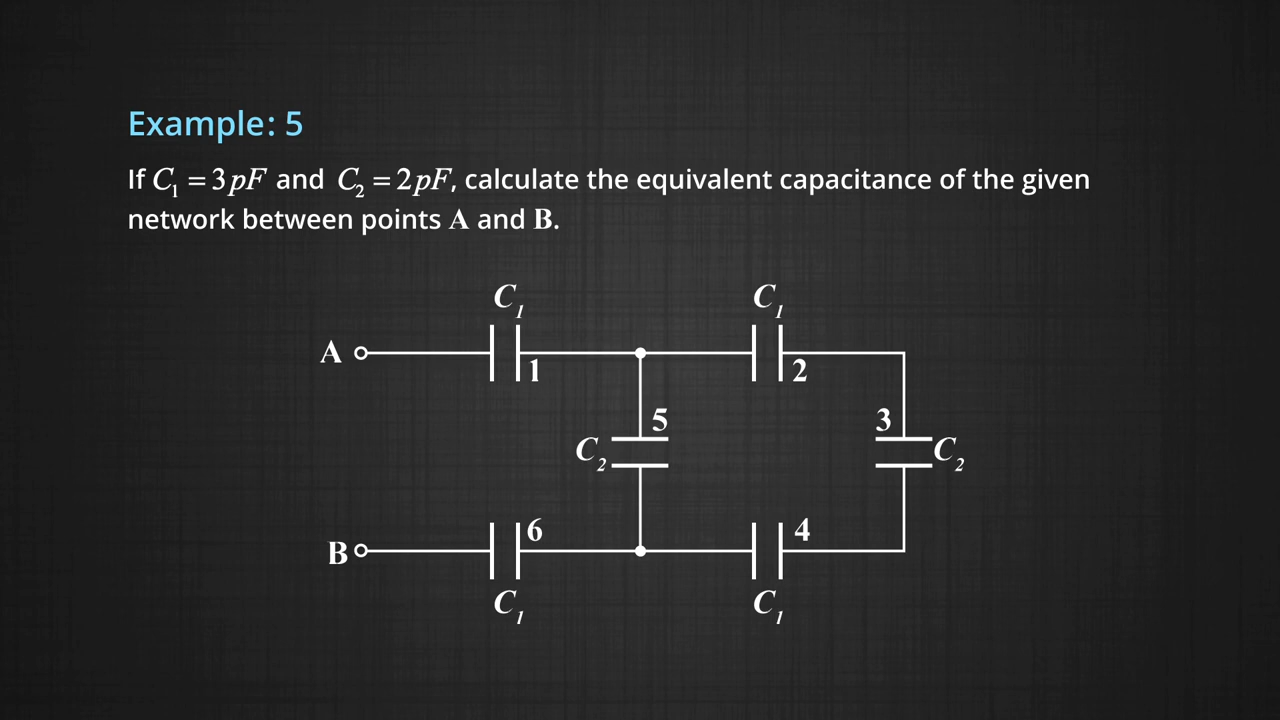 Example: 5
If C₁ = 3pF and C₂ = 2pF, calculate the equivalent capacitance of the given
network between points A and B.
C₁ C₁
A 1 2
5 3
C₂ C₂
B 6 4
C₁ C₁